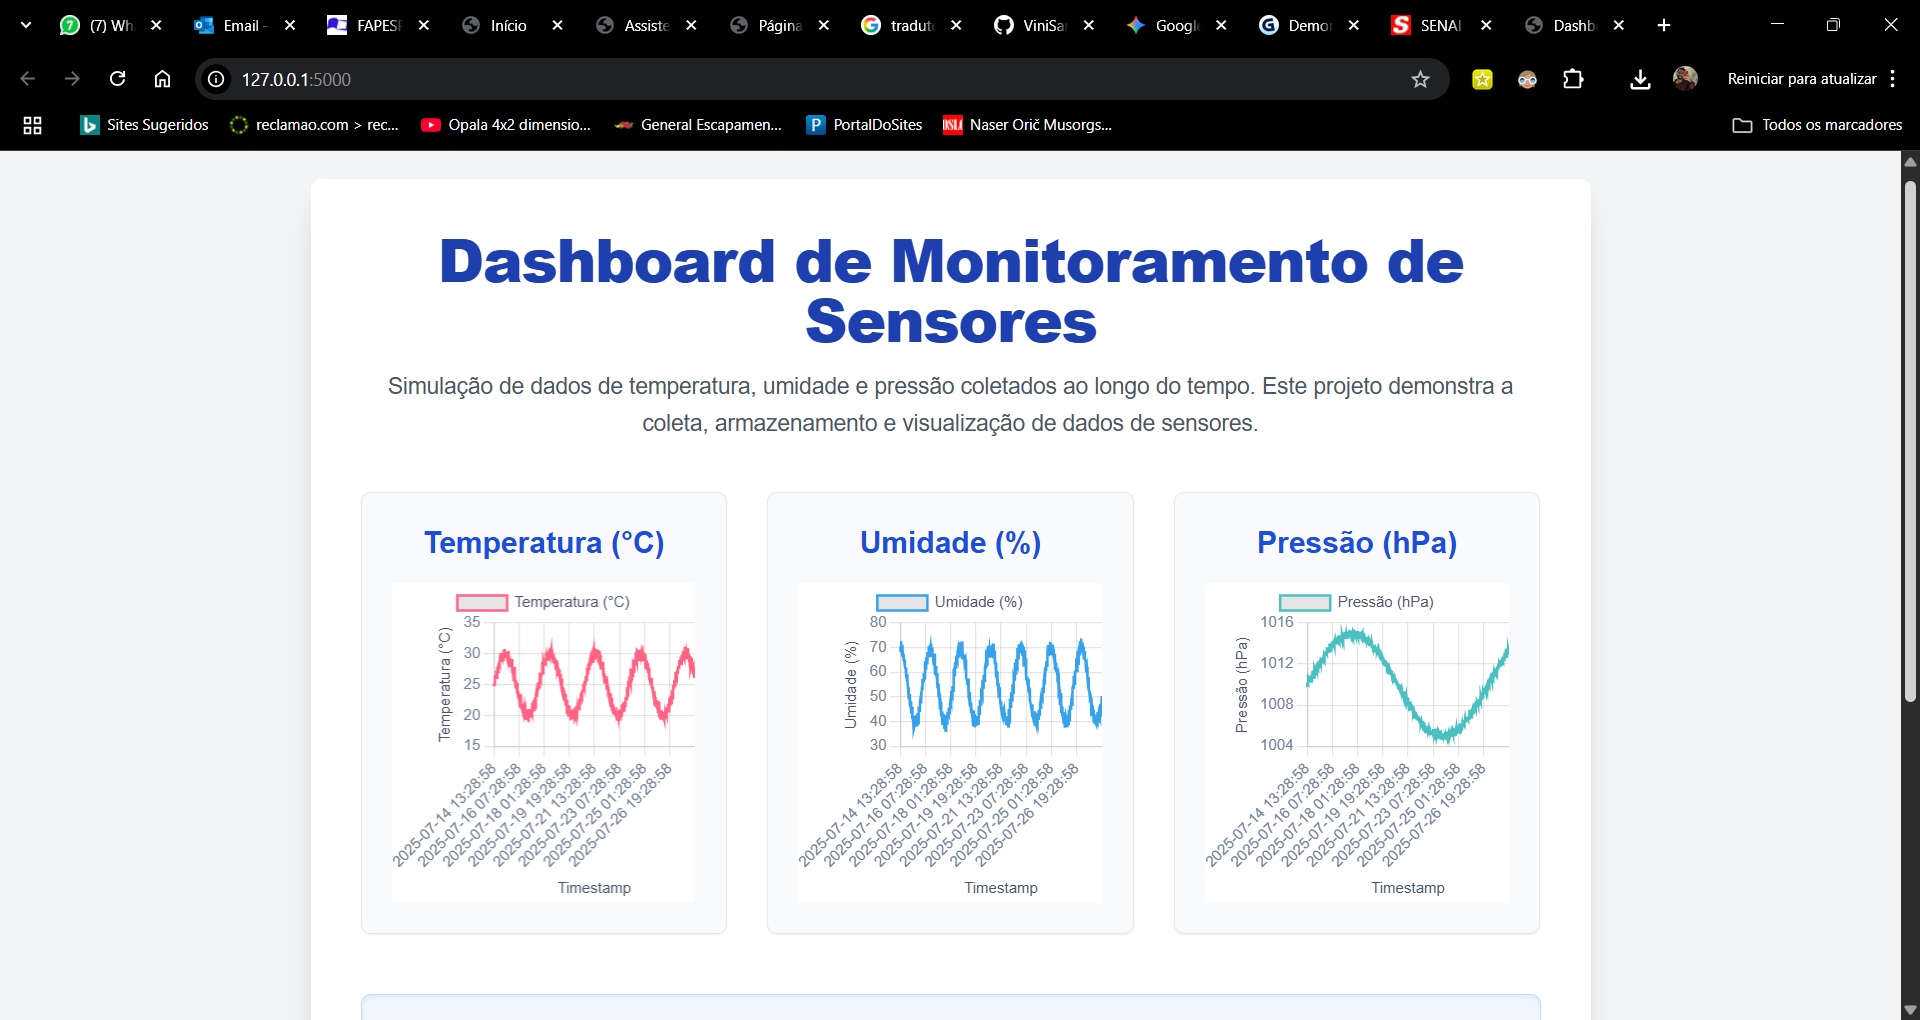 (7) Wh
Email -
FAPESP
Início
Assiste
Página
tradut
ViniSa
Google
Demo
SENAI
Dashb
127.0.0.1:5000
Reiniciar para atualizar
Sites Sugeridos
reclamao.com > rec...
Opala 4x2 dimensio...
General Escapamen...
PortalDoSites
Naser Orič Musorgs...
Todos os marcadores
Dashboard de Monitoramento de
Sensores
Simulação de dados de temperatura, umidade e pressão coletados ao longo do tempo. Este projeto demonstra a
coleta, armazenamento e visualização de dados de sensores.
Temperatura (°C)
Temperatura (°C)
Temperatura (°C)
35
30
25
20
15
2025-07-14 13:28:58
2025-07-16 07:28:58
2025-07-18 01:28:58
2025-07-19 19:28:58
2025-07-21 13:28:58
2025-07-23 07:28:58
2025-07-25 01:28:58
2025-07-26 19:28:58
Timestamp
Umidade (%)
Umidade (%)
Umidade (%)
80
70
60
50
40
30
2025-07-14 13:28:58
2025-07-16 07:28:58
2025-07-18 01:28:58
2025-07-19 19:28:58
2025-07-21 13:28:58
2025-07-23 07:28:58
2025-07-25 01:28:58
2025-07-26 19:28:58
Timestamp
Pressão (hPa)
Pressão (hPa)
Pressão (hPa)
1016
1012
1008
1004
2025-07-14 13:28:58
2025-07-16 07:28:58
2025-07-18 01:28:58
2025-07-19 19:28:58
2025-07-21 13:28:58
2025-07-23 07:28:58
2025-07-25 01:28:58
2025-07-26 19:28:58
Timestamp